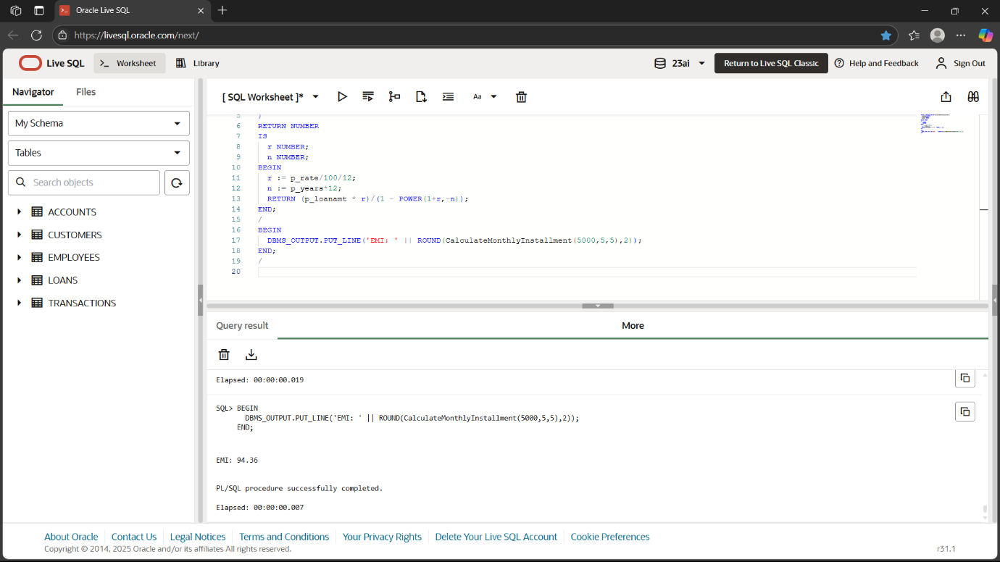 Oracle Live SQL
https://livesql.oracle.com/next/
Live SQL
Worksheet
Library
23ai
Return to Live SQL Classic
Help and Feedback
Sign Out
Navigator
Files
My Schema
Tables
Search objects
ACCOUNTS
CUSTOMERS
EMPLOYEES
LOANS
TRANSACTIONS
[ SQL Worksheet ]*
Aa
5 )
6 RETURN NUMBER
7 IS
8 r NUMBER;
9 n NUMBER;
10 BEGIN
11 r := p_rate/100/12;
12 n := p_years*12;
13 RETURN (p_loanamt * r)/(1 - POWER(1+r,-n));
14 END;
15 /
16 BEGIN
17 DBMS_OUTPUT.PUT_LINE('EMI: ' || ROUND(CalculateMonthlyInstallment(5000,5,5),2));
18 END;
19 /
20
Query result
More
Elapsed: 00:00:00.019
SQL> BEGIN
DBMS_OUTPUT.PUT_LINE('EMI: ' || ROUND(CalculateMonthlyInstallment(5000,5,5),2));
END;
EMI: 94.36
PL/SQL procedure successfully completed.
Elapsed: 00:00:00.007
About Oracle
Contact Us
Legal Notices
Terms and Conditions
Your Privacy Rights
Delete Your Live SQL Account
Cookie Preferences
Copyright © 2014, 2025 Oracle and/or its affiliates All rights reserved.
r31.1